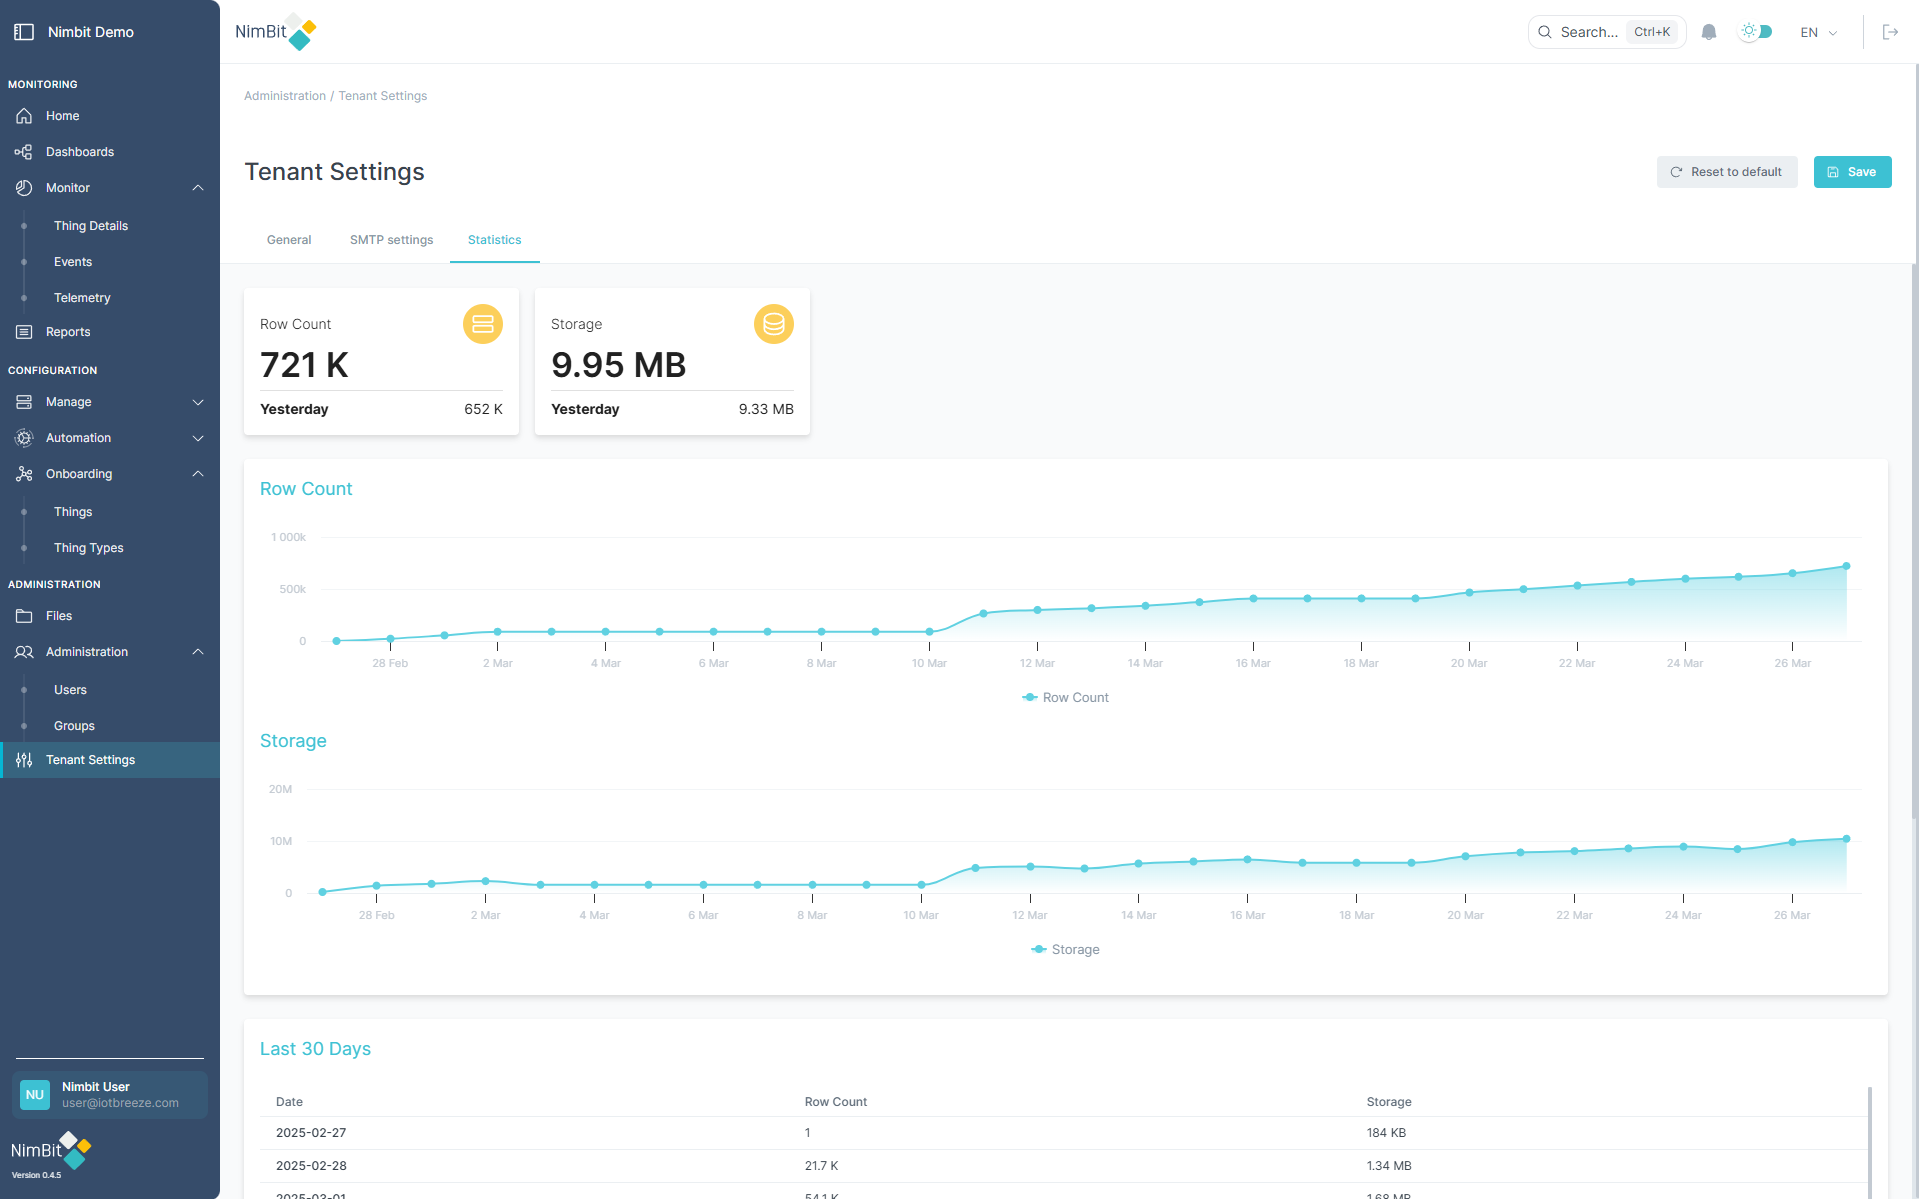 Nimbit Demo
MONITORING
Home
Dashboards
Monitor
Thing Details
Events
Telemetry
Reports
CONFIGURATION
Manage
Automation
Onboarding
Things
Thing Types
ADMINISTRATION
Files
Administration
Users
Groups
Tenant Settings
NU
Nimbit User
user@iotbreeze.com
NimBit
Version 0.4.5
NimBit
Search... Ctrl+K
EN
Administration / Tenant Settings
Tenant Settings
Reset to default
Save
General SMTP settings Statistics
Row Count
721 K
Yesterday 652 K
Storage
9.95 MB
Yesterday 9.33 MB
Row Count
1 000k
500k
0
28 Feb 2 Mar 4 Mar 6 Mar 8 Mar 10 Mar 12 Mar 14 Mar 16 Mar 18 Mar 20 Mar 22 Mar 24 Mar 26 Mar
Row Count
Storage
20M
10M
0
28 Feb 2 Mar 4 Mar 6 Mar 8 Mar 10 Mar 12 Mar 14 Mar 16 Mar 18 Mar 20 Mar 22 Mar 24 Mar 26 Mar
Storage
Last 30 Days
Date Row Count Storage
2025-02-27 1 184 KB
2025-02-28 21.7 K 1.34 MB
2025-03-01 54.1 K 1.68 MB